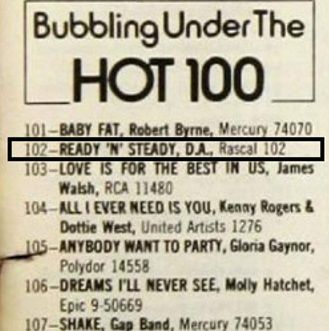 Bubbling Under The
HOT 100
101–BABY FAT, Robert Byrne, Mercury 74070
102–READY 'N' STEADY, D.A., Rascal 102
103–LOVE IS FOR THE BEST IN US, James
Walsh, RCA 11480
104–ALL I EVER NEED IS YOU, Kenny Rogers &
Dottie West, United Artists 1276
105–ANYBODY WANT TO PARTY, Gloria Gaynor,
Polydor 14558
106–DREAMS I'LL NEVER SEE, Molly Hatchet,
Epic 9-50669
107–SHAKE, Gap Band, Mercury 74053